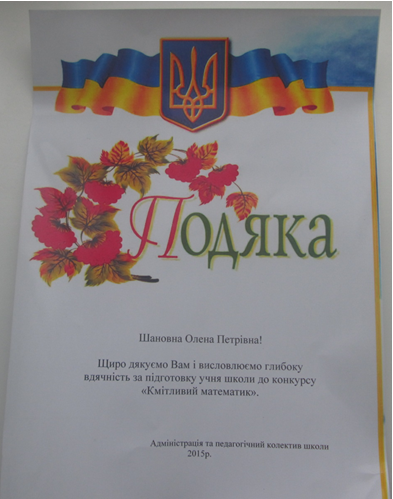 Подяка
Шановна Олена Петрівна!
Щиро дякуємо Вам і висловлюємо глибоку
вдячність за підготовку учня школи до конкурсу
«Кмітливий математик».
Адміністрація та педагогічний колектив школи
2015р.